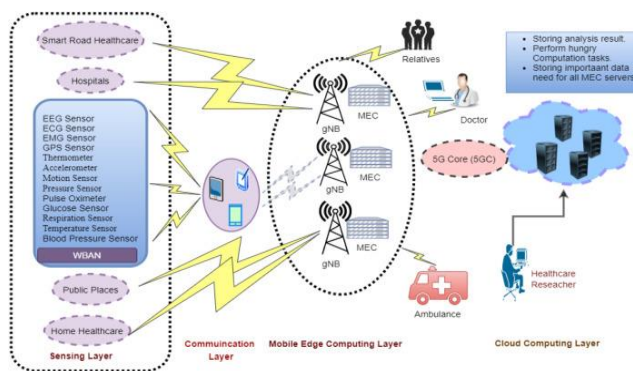 Smart Road Healthcare
Hospitals
EEG Sensor
ECG Sensor
EMG Sensor
GPS Sensor
Thermometer
Accelerometer
Motion Sensor
Pressure Sensor
Pulse Oximeter
Glucose Sensor
Respiration Sensor
Temperature Sensor
Blood Pressure Sensor
WBAN
Public Places
Home Healthcare
Sensing Layer
Commuincation
Layer
gNB
MEC
gNB
MEC
gNB
MEC
Mobile Edge Computing Layer
Relatives
Doctor
5G Core (5GC)
Ambulance
• Storing analysis result.
• Perform hungry
Computation tasks.
• Storing importaant data
need for all MEC servers
Healthcare
Reseacher
Cloud Computing Layer